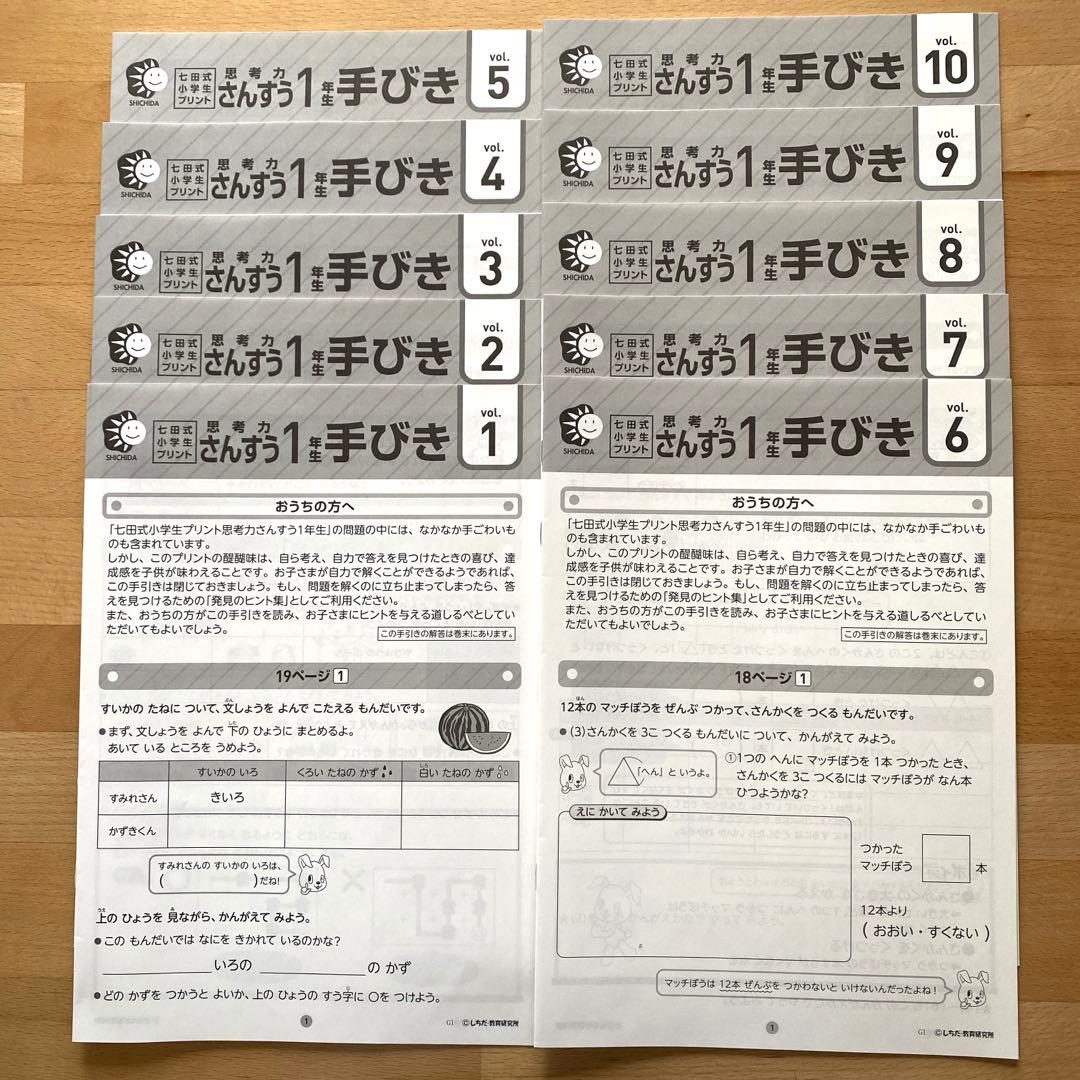 SHICHIDA
七田式
小学生
プリント
思考力
さんすう1年生 手びき
vol.
5
SHICHIDA
七田式
小学生
プリント
思考力
さんすう1年生 手びき
vol.
4
SHICHIDA
七田式
小学生
プリント
思考力
さんすう1年生 手びき
vol.
3
SHICHIDA
七田式
小学生
プリント
思考力
さんすう1年生 手びき
vol.
2
SHICHIDA
七田式
小学生
プリント
思考力
さんすう1年生 手びき
vol.
1
おうちの方へ
「七田式小学生プリント思考力さんすう1年生」の問題の中には、なかなか手ごわいも
のも含まれています。
しかし、このプリントの醍醐味は、自ら考え、自力で答えを見つけたときの喜び、達
成感を子供が味わえることです。お子さまが自力で解くことができるようであれば、
この手引きは閉じておきましょう。もし、問題を解くのに立ち止まってしまったら、答
えを見つけるための「発見のヒント集」としてご利用ください。
また、おうちの方がこの手引きを読み、お子さまにヒントを与える道しるべとしてい
ただいてもよいでしょう。
この手引きの解答は巻末にあります。
19ページ 1
すいかの たねに ついて、文しょうを よんで こたえる もんだいです。
●まず、文しょうを よんで 下の ひょうに まとめるよ。
あいて いる ところを うめよう。
すいかの いろ くろい たねの かず 白い たねの かず
すみれさん きいろ
かずきくん
すみれさんの すいかの いろは、
( )だね!
上の ひょうを 見ながら、かんがえて みよう。
●この もんだいでは なにを きかれて いるのかな?
いろの の かず
●どの かずを つかうと よいか、上の ひょうの すう字に ○を つけよう。
1
G1 ©しちだ・教育研究所
SHICHIDA
七田式
小学生
プリント
思考力
さんすう1年生 手びき
vol.
10
SHICHIDA
七田式
小学生
プリント
思考力
さんすう1年生 手びき
vol.
9
SHICHIDA
七田式
小学生
プリント
思考力
さんすう1年生 手びき
vol.
8
SHICHIDA
七田式
小学生
プリント
思考力
さんすう1年生 手びき
vol.
7
SHICHIDA
七田式
小学生
プリント
思考力
さんすう1年生 手びき
vol.
6
おうちの方へ
「七田式小学生プリント思考力さんすう1年生」の問題の中には、なかなか手ごわいも
のも含まれています。
しかし、このプリントの醍醐味は、自ら考え、自力で答えを見つけたときの喜び、達
成感を子供が味わえることです。お子さまが自力で解くことができるようであれば、
この手引きは閉じておきましょう。もし、問題を解くのに立ち止まってしまったら、答
えを見つけるための「発見のヒント集」としてご利用ください。
また、おうちの方がこの手引きを読み、お子さまにヒントを与える道しるべとしてい
ただいてもよいでしょう。
この手引きの解答は巻末にあります。
18ページ 1
12本の マッチぼうを ぜんぶ つかって、さんかくを つくる もんだいです。
●(3)さんかくを 3こ つくる もんだいに ついて、かんがえて みよう。
「へん」と いうよ。
①1つの へんに マッチぼうを 1本 つかった とき、
さんかくを 3こ つくるには マッチぼうが なん本
ひつようかな?
えに かいて みよう
つかった
マッチぼう 本
12本より
( おおい・すくない )
マッチぼうは 12本 ぜんぶを つかわないと いけないんだったよね!
1
G1 ©しちだ・教育研究所